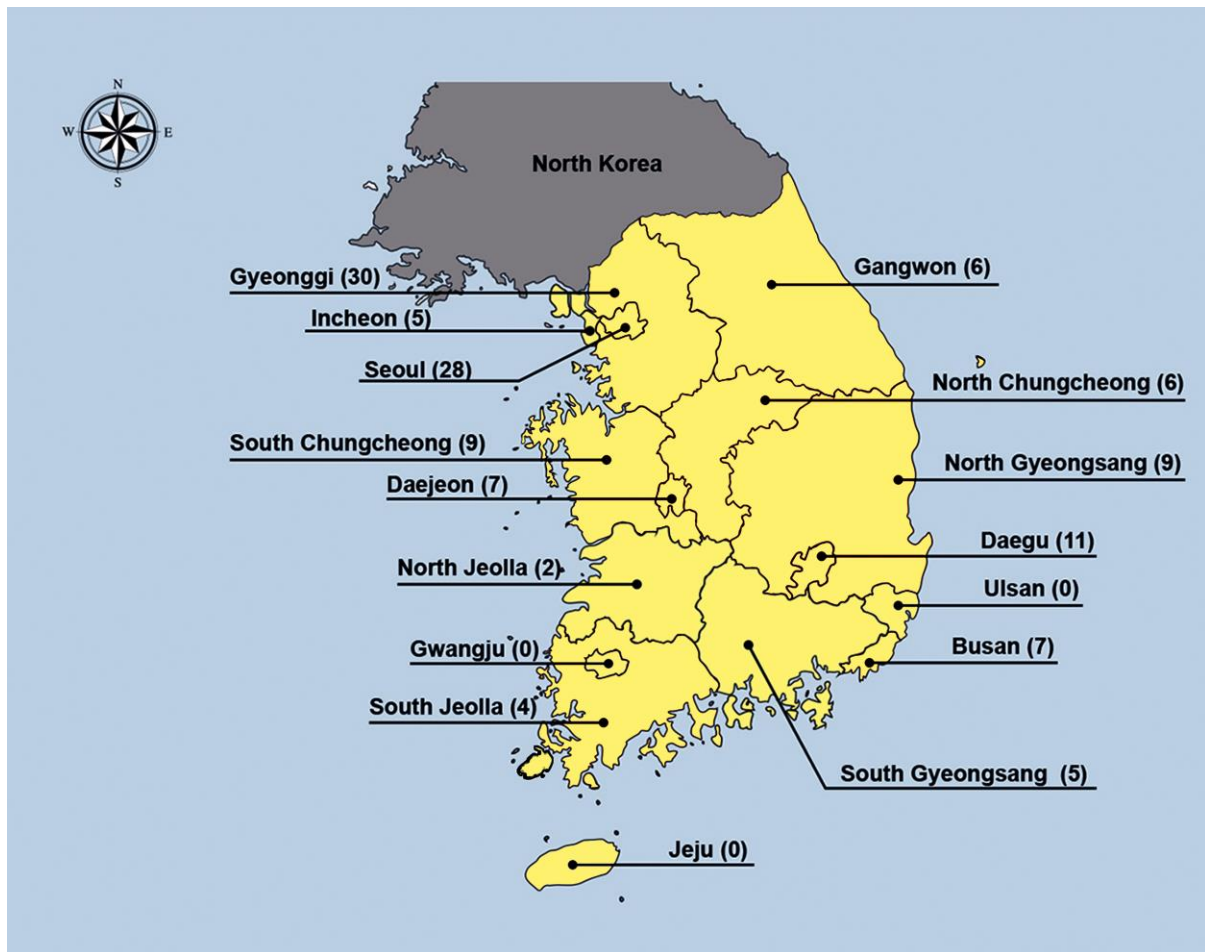 N
W E
S
North Korea
Gyeonggi (30)
Gangwon (6)
Incheon (5)
Seoul (28)
North Chungcheong (6)
South Chungcheong (9)
North Gyeongsang (9)
Daejeon (7)
Daegu (11)
North Jeolla (2)
Ulsan (0)
Gwangju (0)
Busan (7)
South Jeolla (4)
South Gyeongsang (5)
Jeju (0)